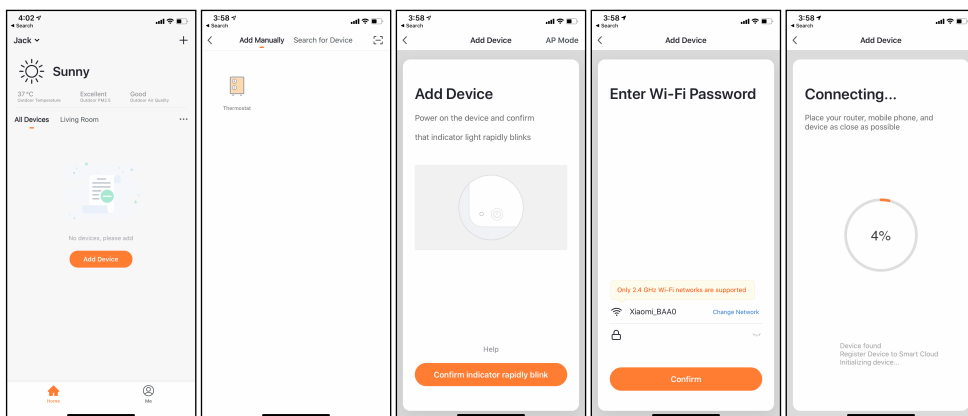 4:02
Search
Jack
Sunny
37°C
Outdoor Temperature
Excellent
Outdoor PM2.5
Good
Outdoor Air Quality
All Devices
Living Room
No devices, please add
Add Device
Home
Me
3:58
Search
Add Manually
Search for Device
Thermostat
3:58
Search
Add Device
AP Mode
Add Device
Power on the device and confirm
that indicator light rapidly blinks
Help
Confirm indicator rapidly blink
3:58
Search
Add Device
Enter Wi-Fi Password
Only 2.4 GHz Wi-Fi networks are supported
Xiaomi_BAA0
Change Network
Confirm
3:58
Search
Add Device
Connecting...
Place your router, mobile phone, and
device as close as possible
4%
Device found
Register Device to Smart Cloud
Initializing device...